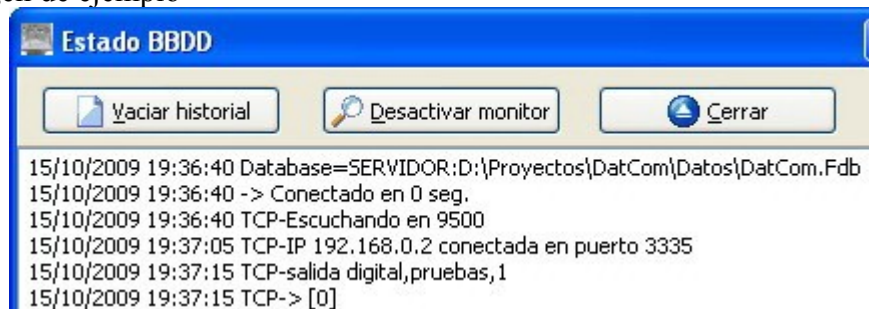 Estado BBDD
Vaciar historial
Desactivar monitor
Cerrar
15/10/2009 19:36:40 Database=SERVIDOR:D:\Proyectos\DatCom\Datos\DatCom.Fdb
15/10/2009 19:36:40 -> Conectado en 0 seg.
15/10/2009 19:36:40 TCP-Escuchando en 9500
15/10/2009 19:37:05 TCP-IP 192.168.0.2 conectada en puerto 3335
15/10/2009 19:37:15 TCP-salida digital,pruebas,1
15/10/2009 19:37:15 TCP-> [0]